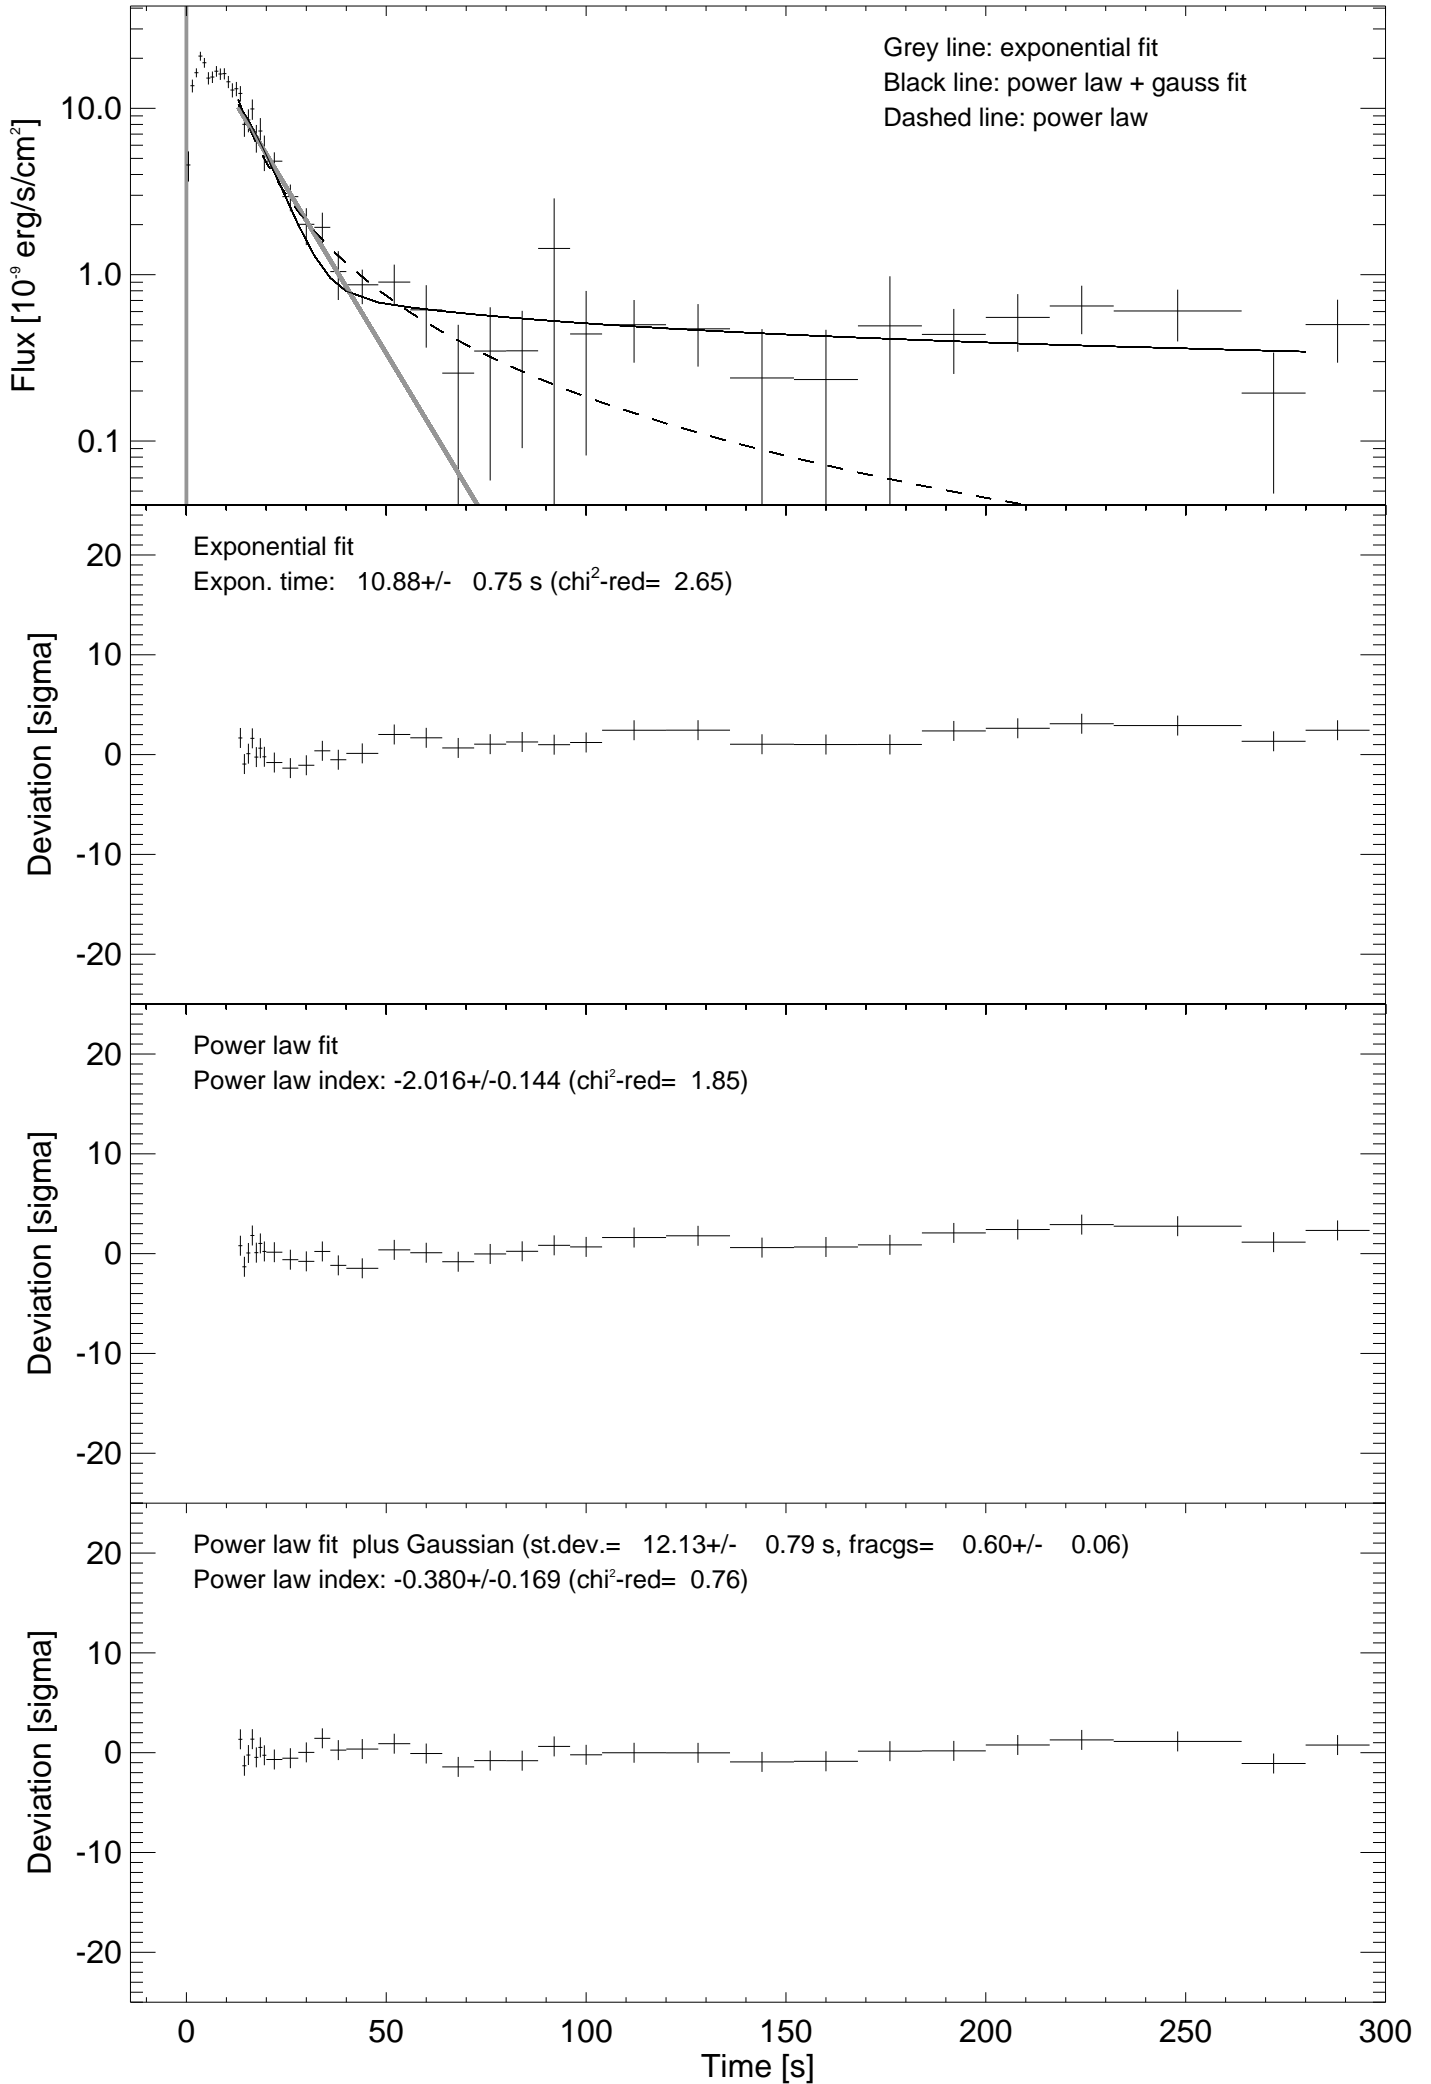 Grey line: exponential fit
Black line: power law + gauss fit
Dashed line: power law
Flux [10⁻⁹ erg/s/cm²]
10.0
1.0
0.1
Exponential fit
Expon. time: 10.88+/- 0.75 s (chi²-red= 2.65)
Deviation [sigma]
20
10
0
-10
-20
Power law fit
Power law index: -2.016+/-0.144 (chi²-red= 1.85)
Deviation [sigma]
20
10
0
-10
-20
Power law fit plus Gaussian (st.dev.= 12.13+/- 0.79 s, fracgs= 0.60+/- 0.06)
Power law index: -0.380+/-0.169 (chi²-red= 0.76)
Deviation [sigma]
20
10
0
-10
-20
0 50 100 150 200 250 300
Time [s]